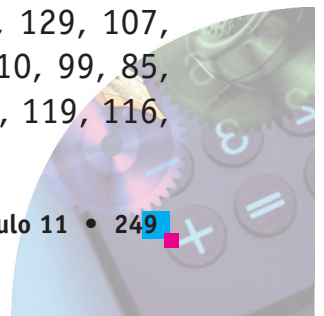 , 129, 107,
10, 99, 85,
, 119, 116,
ulo 11 • 249